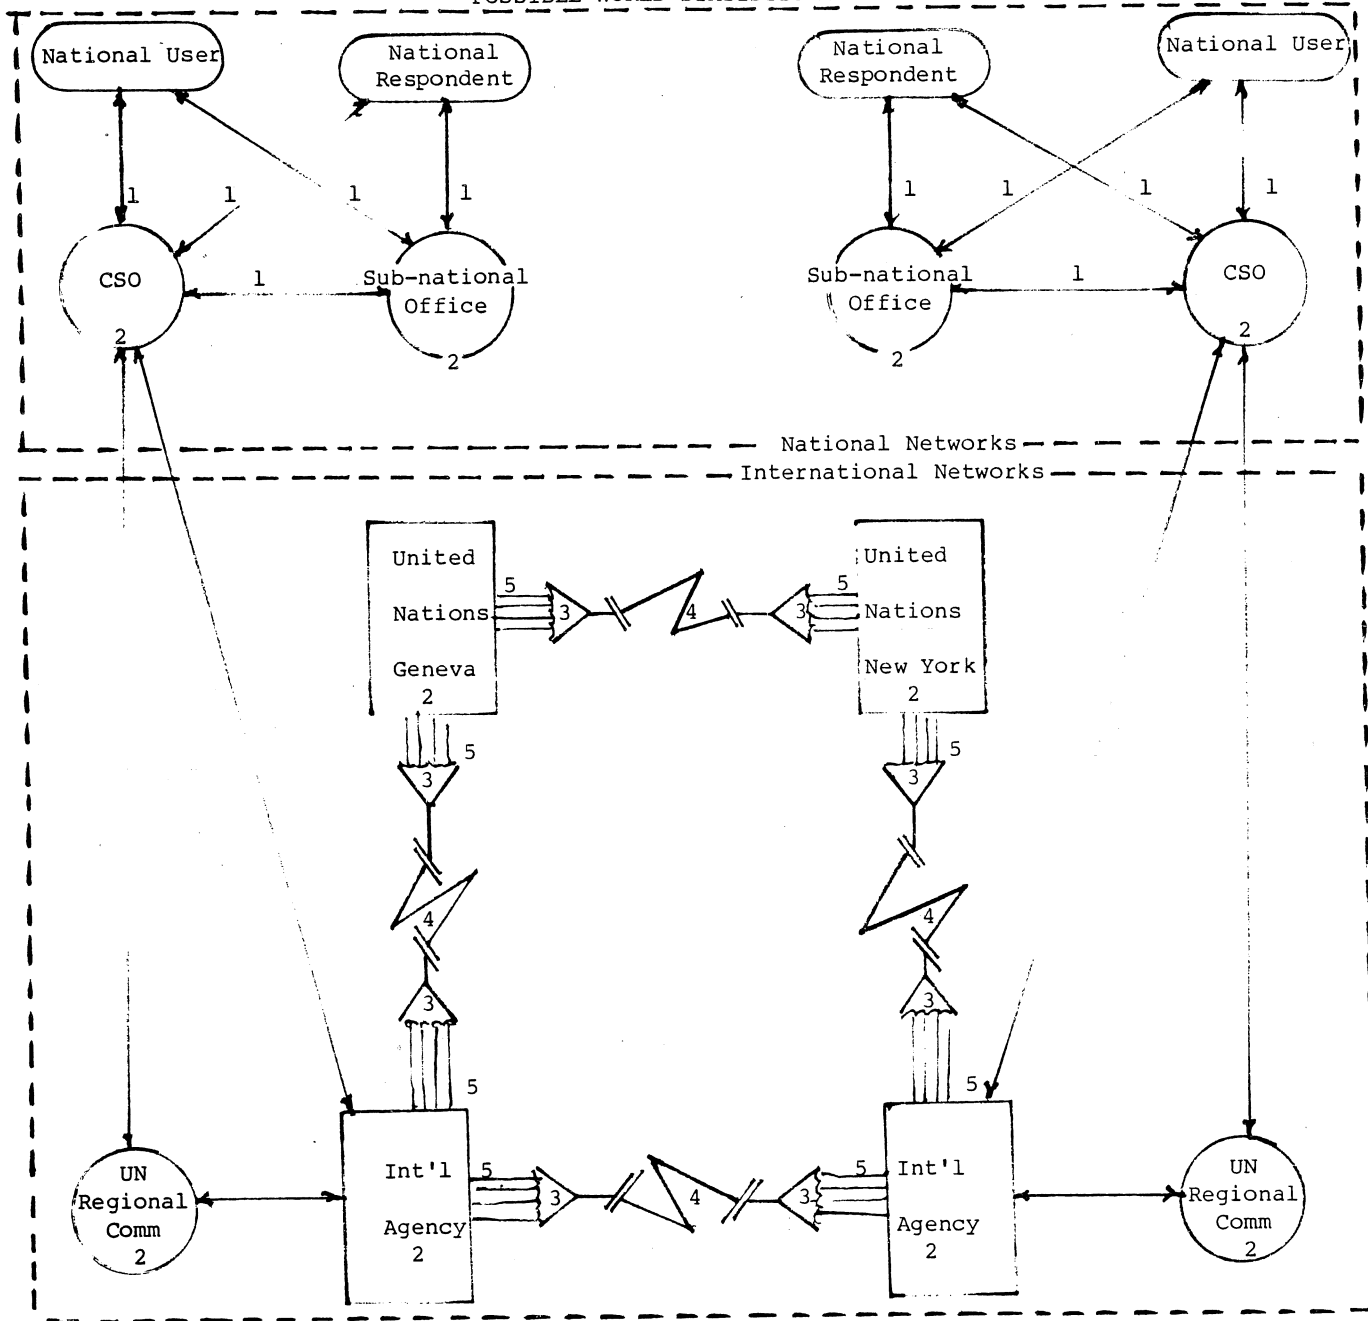 National User
National
Respondent
National
Respondent
National User
1
1
1
1
1
1
1
1
CSO
1
Sub-national
Office
2
2
Sub-national
Office
1
CSO
2
2
National Networks
International Networks
United
Nations
Geneva
2
5
3
4
3
5
United
Nations
New York
2
5
3
4
3
5
5
3
4
3
5
UN
Regional
Comm
2
Int'l
Agency
2
5
3
4
3
5
Int'l
Agency
2
UN
Regional
Comm
2